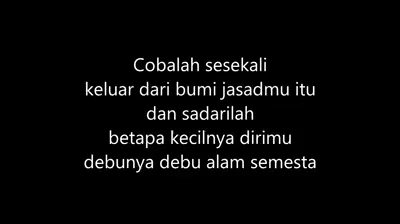 Cobalah sesekali
keluar dari bumi jasadmu itu
dan sadarilah
betapa kecilnya dirimu
debunya debu alam semesta